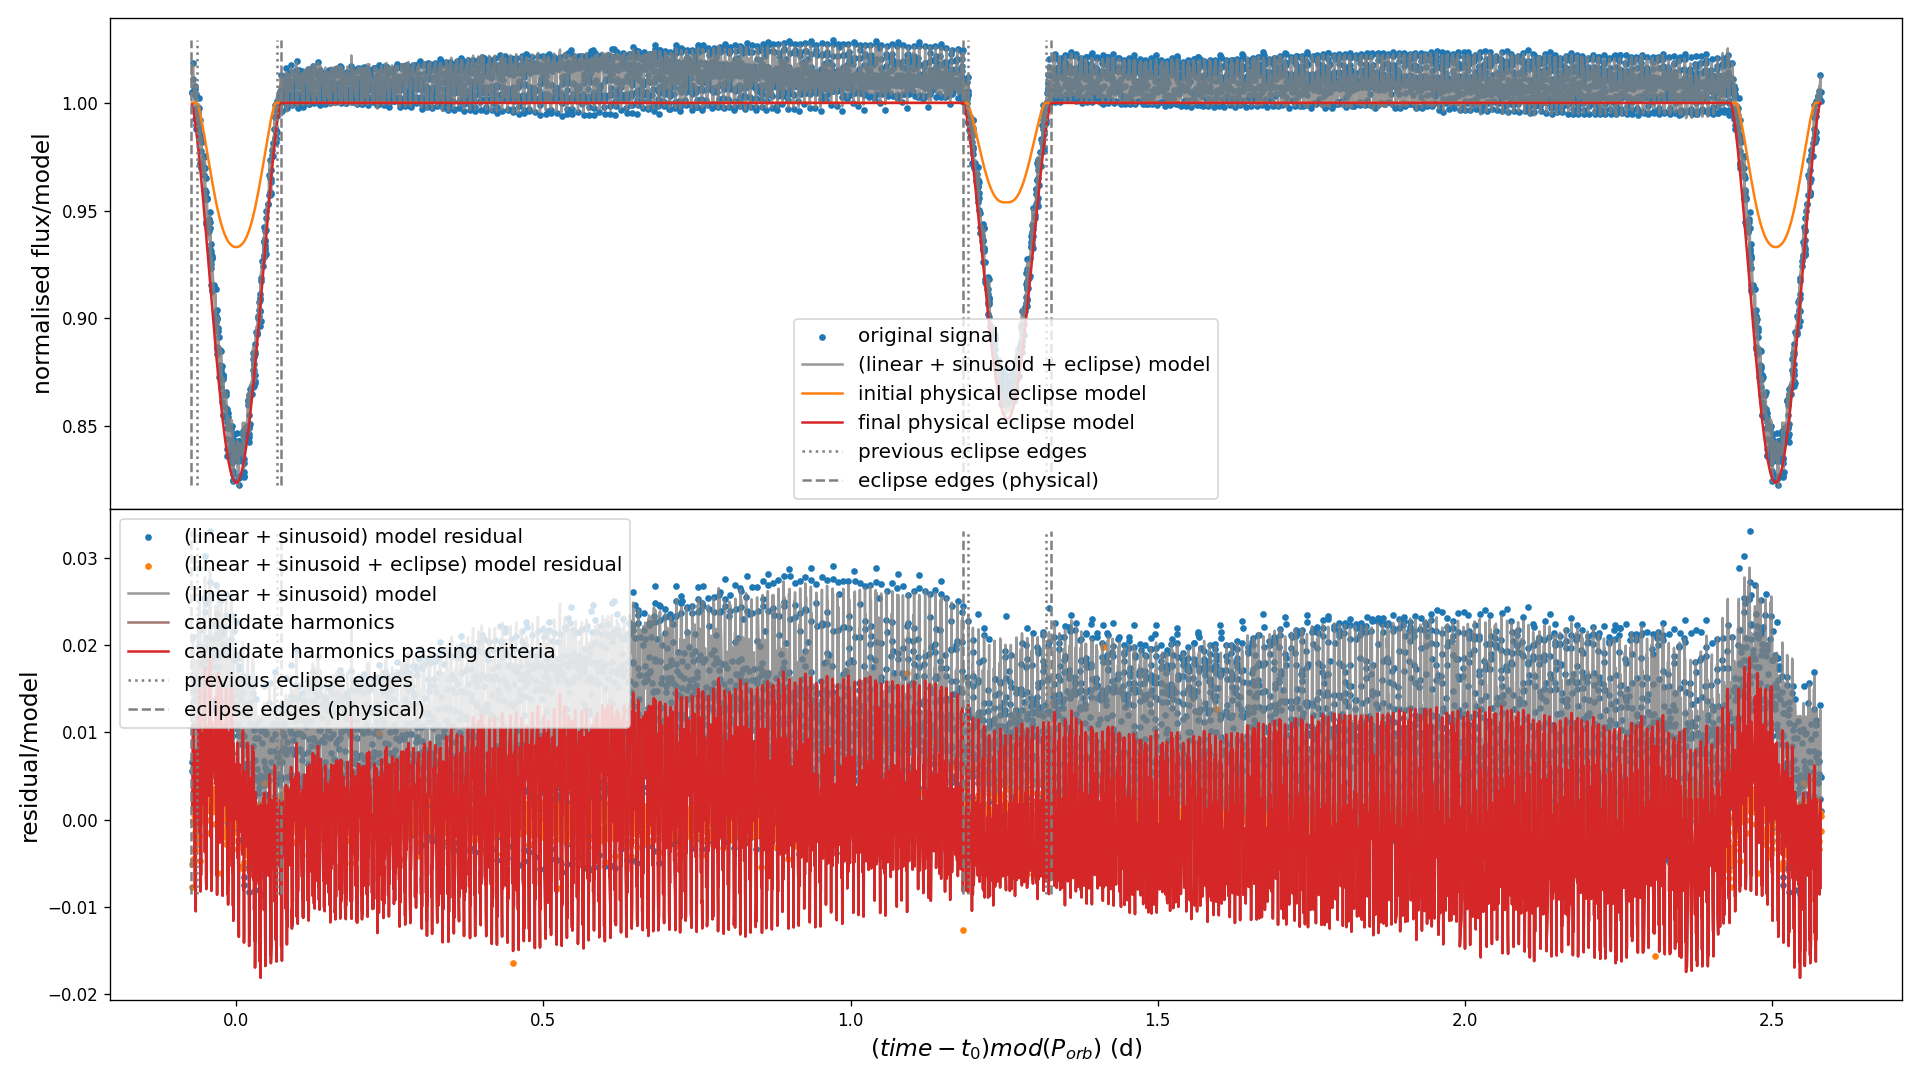 1.00
0.95
0.90
0.85
normalised flux/model
original signal
(linear + sinusoid + eclipse) model
initial physical eclipse model
final physical eclipse model
previous eclipse edges
eclipse edges (physical)
0.03
0.02
0.01
0.00
−0.01
−0.02
residual/model
(linear + sinusoid) model residual
(linear + sinusoid + eclipse) model residual
(linear + sinusoid) model
candidate harmonics
candidate harmonics passing criteria
previous eclipse edges
eclipse edges (physical)
0.0 0.5 1.0 1.5 2.0 2.5
(time − t₀)mod(P_orb) (d)